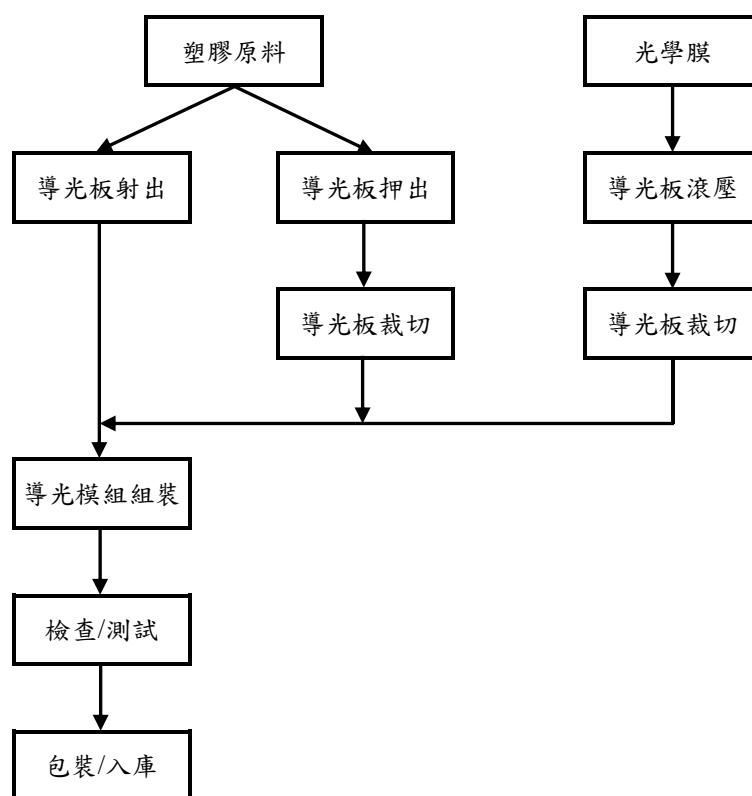 塑膠原料
光學膜
導光板射出
導光板押出
導光板滾壓
導光板裁切
導光板裁切
導光模組組裝
檢查/測試
包裝/入庫